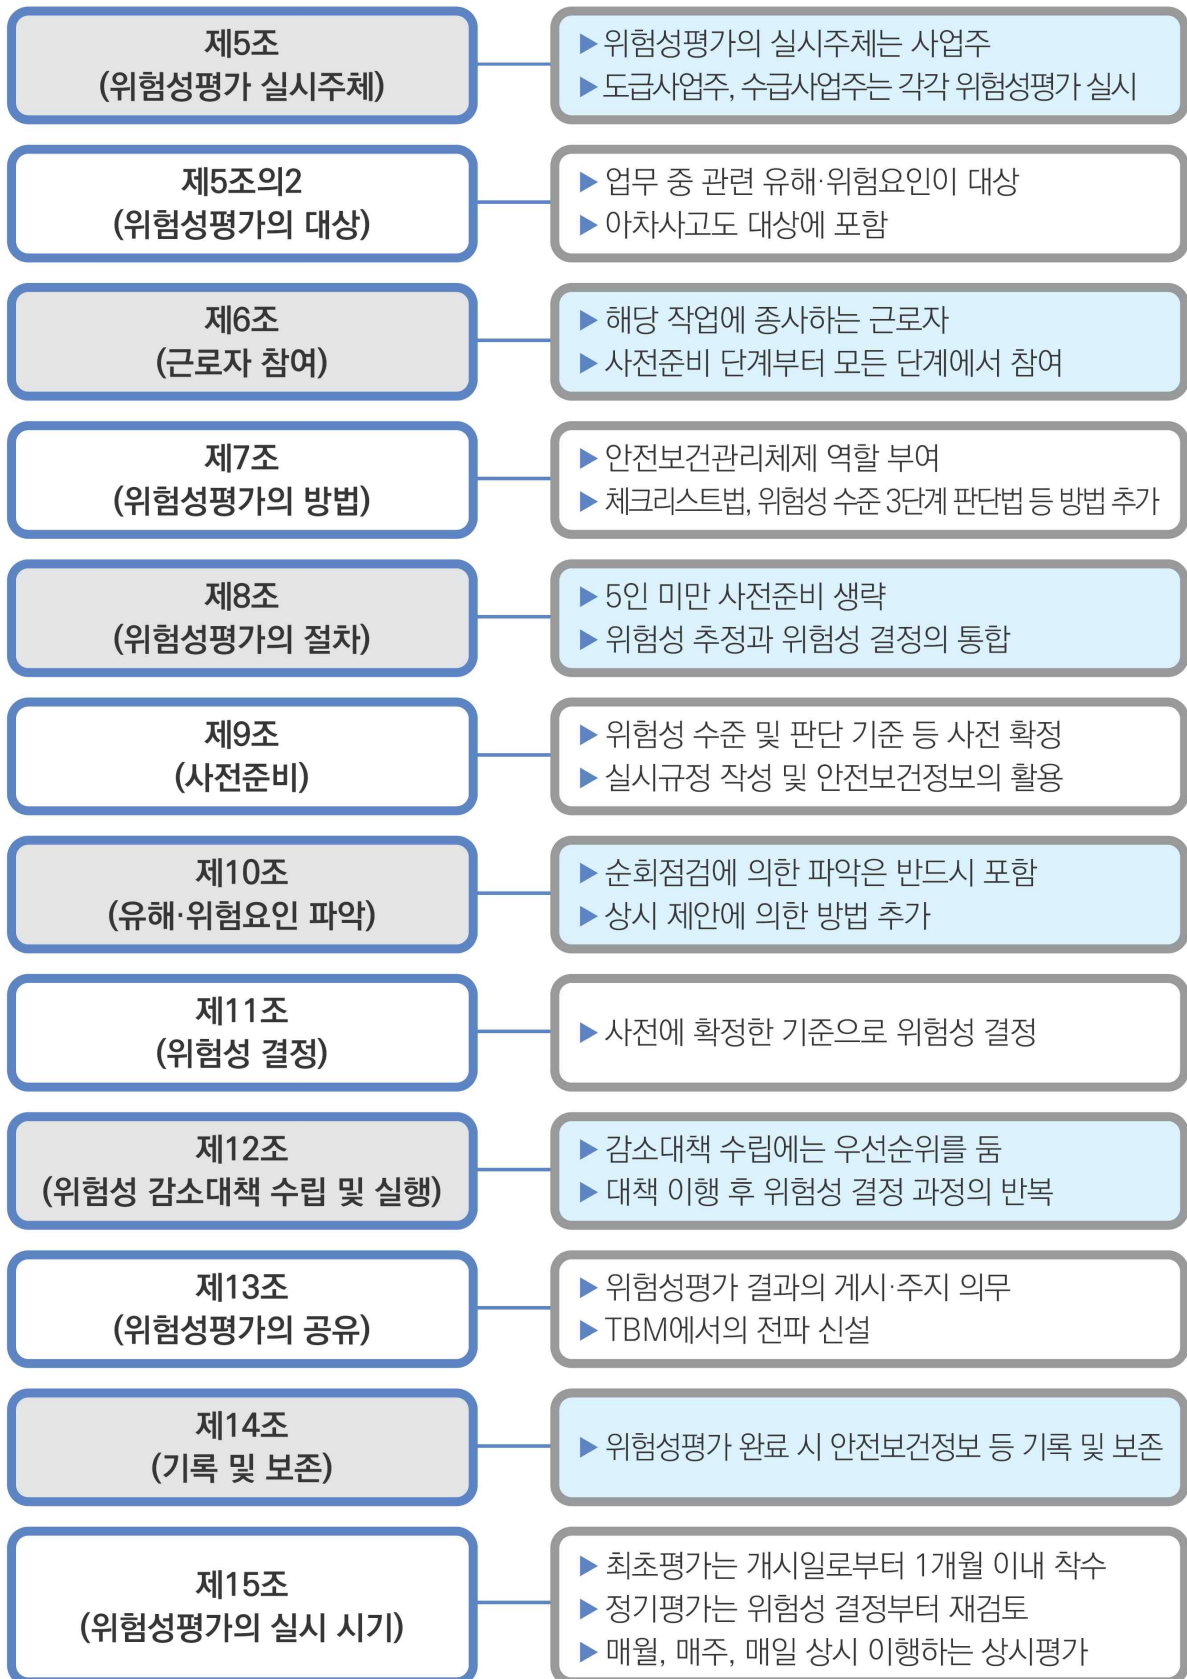 제5조
(위험성평가 실시주체)
▶ 위험성평가의 실시주체는 사업주
▶ 도급사업주, 수급사업주는 각각 위험성평가 실시
제5조의2
(위험성평가의 대상)
▶ 업무 중 관련 유해·위험요인이 대상
▶ 아차사고도 대상에 포함
제6조
(근로자 참여)
▶ 해당 작업에 종사하는 근로자
▶ 사전준비 단계부터 모든 단계에서 참여
제7조
(위험성평가의 방법)
▶ 안전보건관리체제 역할 부여
▶ 체크리스트법, 위험성 수준 3단계 판단법 등 방법 추가
제8조
(위험성평가의 절차)
▶ 5인 미만 사전준비 생략
▶ 위험성 추정과 위험성 결정의 통합
제9조
(사전준비)
▶ 위험성 수준 및 판단 기준 등 사전 확정
▶ 실시규정 작성 및 안전보건정보의 활용
제10조
(유해·위험요인 파악)
▶ 순회점검에 의한 파악은 반드시 포함
▶ 상시 제안에 의한 방법 추가
제11조
(위험성 결정)
▶ 사전에 확정한 기준으로 위험성 결정
제12조
(위험성 감소대책 수립 및 실행)
▶ 감소대책 수립에는 우선순위를 둠
▶ 대책 이행 후 위험성 결정 과정의 반복
제13조
(위험성평가의 공유)
▶ 위험성평가 결과의 게시·주지 의무
▶ TBM에서의 전파 신설
제14조
(기록 및 보존)
▶ 위험성평가 완료 시 안전보건정보 등 기록 및 보존
제15조
(위험성평가의 실시 시기)
▶ 최초평가는 개시일로부터 1개월 이내 착수
▶ 정기평가는 위험성 결정부터 재검토
▶ 매월, 매주, 매일 상시 이행하는 상시평가